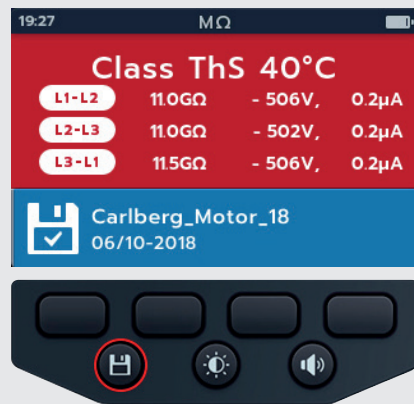 19:27 MΩ
Class ThS 40°C
L1-L2 11.0GΩ - 506V, 0.2µA
L2-L3 11.0GΩ - 502V, 0.2µA
L3-L1 11.5GΩ - 506V, 0.2µA
Carlberg_Motor_18
06/10-2018